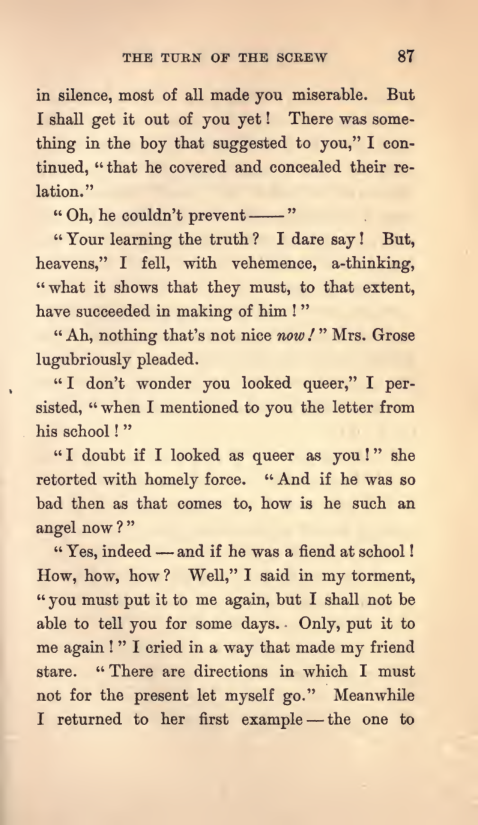 THE TURN OF THE SCREW 87
in silence, most of all made you miserable. But
I shall get it out of you yet! There was some-
thing in the boy that suggested to you,” I con-
tinued, “that he covered and concealed their re-
lation.”
“Oh, he couldn’t prevent——”
“Your learning the truth? I dare say! But,
heavens,” I fell, with vehemence, a-thinking,
“what it shows that they must, to that extent,
have succeeded in making of him!”
“Ah, nothing that’s not nice now!” Mrs. Grose
lugubriously pleaded.
“I don’t wonder you looked queer,” I per-
sisted, “when I mentioned to you the letter from
his school!”
“I doubt if I looked as queer as you!” she
retorted with homely force. “And if he was so
bad then as that comes to, how is he such an
angel now?”
“Yes, indeed—and if he was a fiend at school!
How, how, how? Well,” I said in my torment,
“you must put it to me again, but I shall not be
able to tell you for some days. Only, put it to
me again!” I cried in a way that made my friend
stare. “There are directions in which I must
not for the present let myself go.” Meanwhile
I returned to her first example—the one to